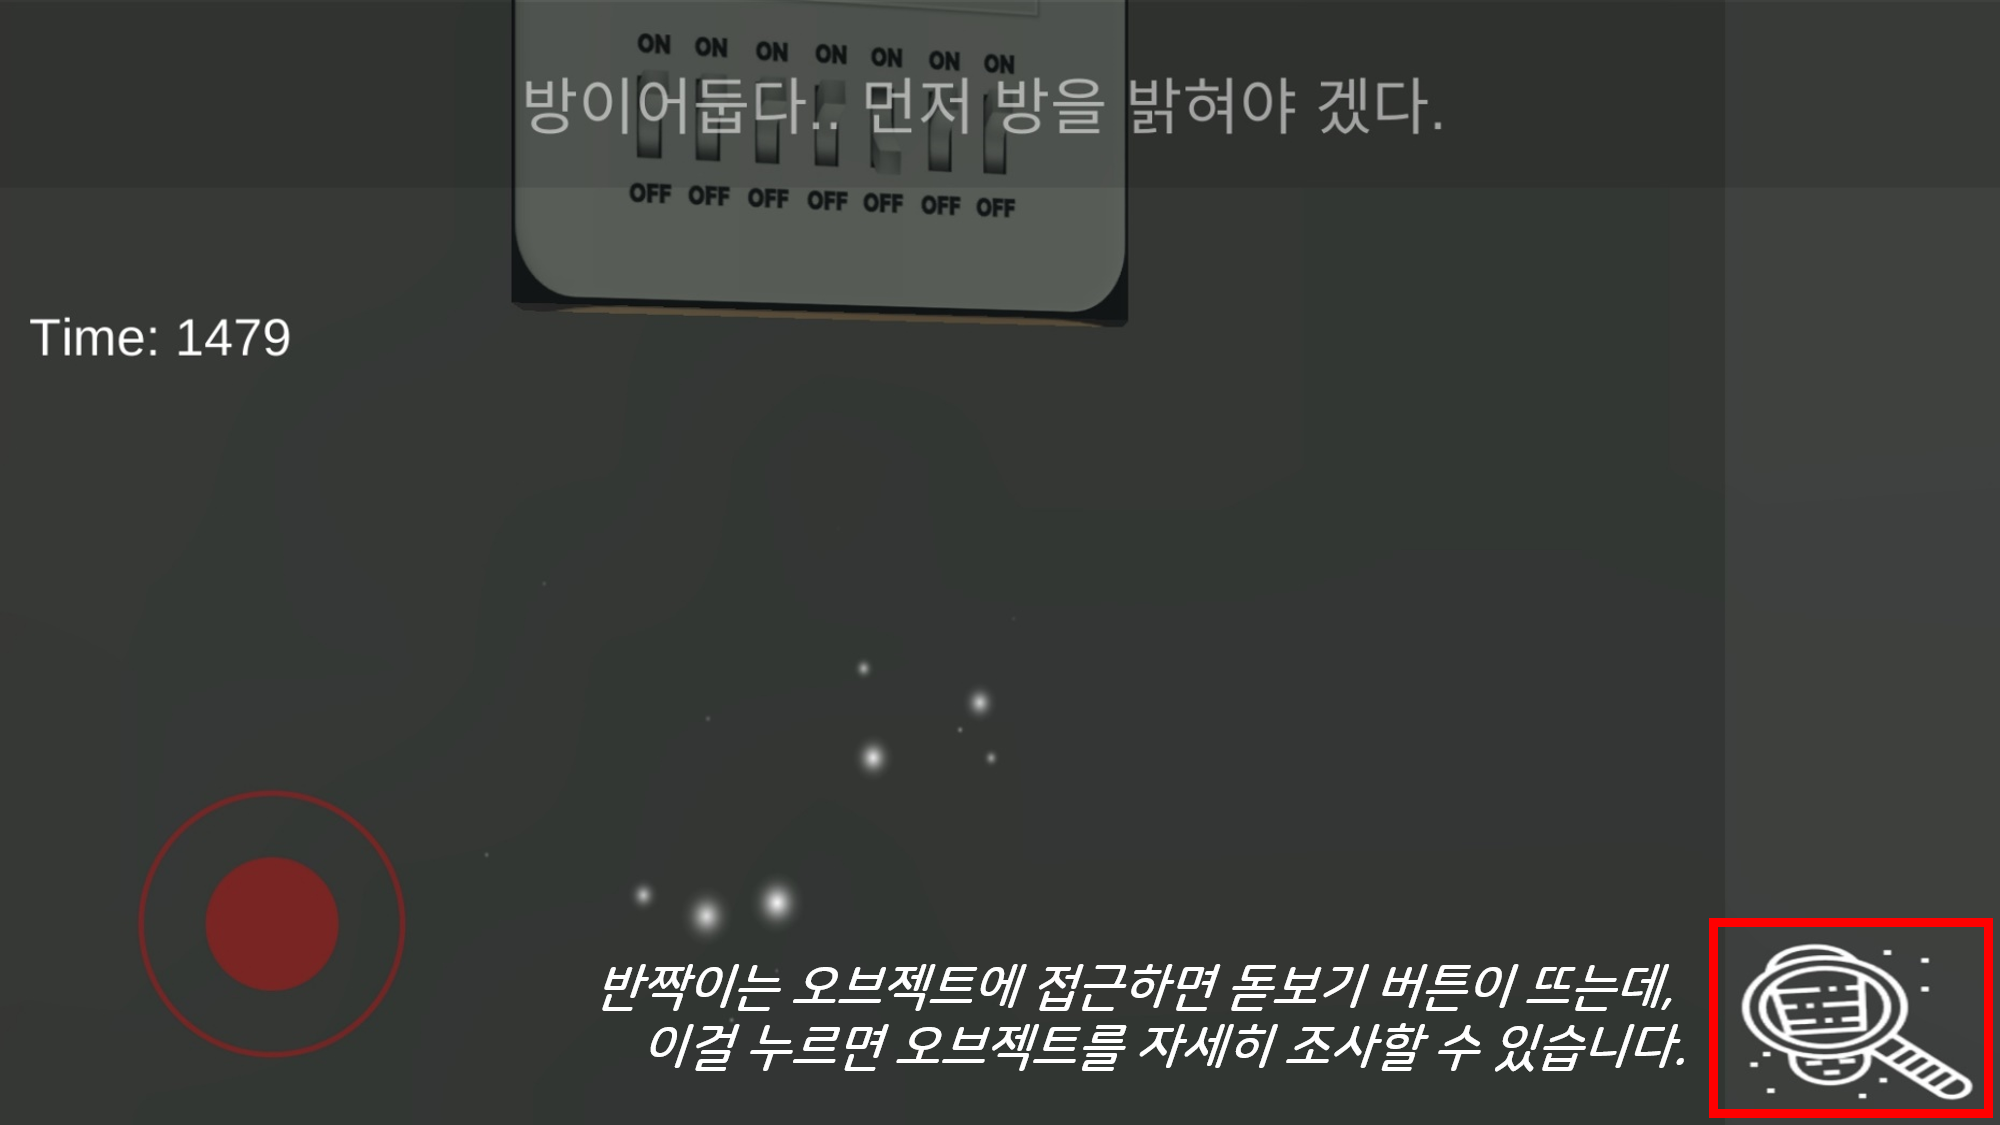 ON ON ON ON ON ON ON
방이어둡다.. 먼저 방을 밝혀야 겠다.
OFF OFF OFF OFF OFF OFF OFF
Time: 1479
반짝이는 오브젝트에 접근하면 돋보기 버튼이 뜨는데,
이걸 누르면 오브젝트를 자세히 조사할 수 있습니다.